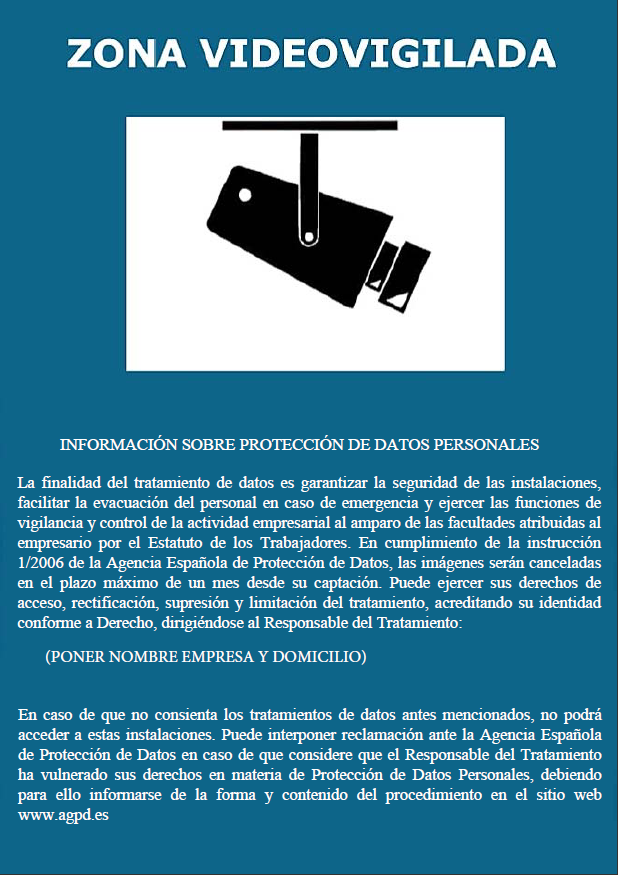 ZONA VIDEOVIGILADA
INFORMACIÓN SOBRE PROTECCIÓN DE DATOS PERSONALES
La finalidad del tratamiento de datos es garantizar la seguridad de las instalaciones,
facilitar la evacuación del personal en caso de emergencia y ejercer las funciones de
vigilancia y control de la actividad empresarial al amparo de las facultades atribuidas al
empresario por el Estatuto de los Trabajadores. En cumplimiento de la instrucción
1/2006 de la Agencia Española de Protección de Datos, las imágenes serán canceladas
en el plazo máximo de un mes desde su captación. Puede ejercer sus derechos de
acceso, rectificación, supresión y limitación del tratamiento, acreditando su identidad
conforme a Derecho, dirigiéndose al Responsable del Tratamiento:
(PONER NOMBRE EMPRESA Y DOMICILIO)
En caso de que no consienta los tratamientos de datos antes mencionados, no podrá
acceder a estas instalaciones. Puede interponer reclamación ante la Agencia Española
de Protección de Datos en caso de que considere que el Responsable del Tratamiento
ha vulnerado sus derechos en materia de Protección de Datos Personales, debiendo
para ello informarse de la forma y contenido del procedimiento en el sitio web
www.agpd.es